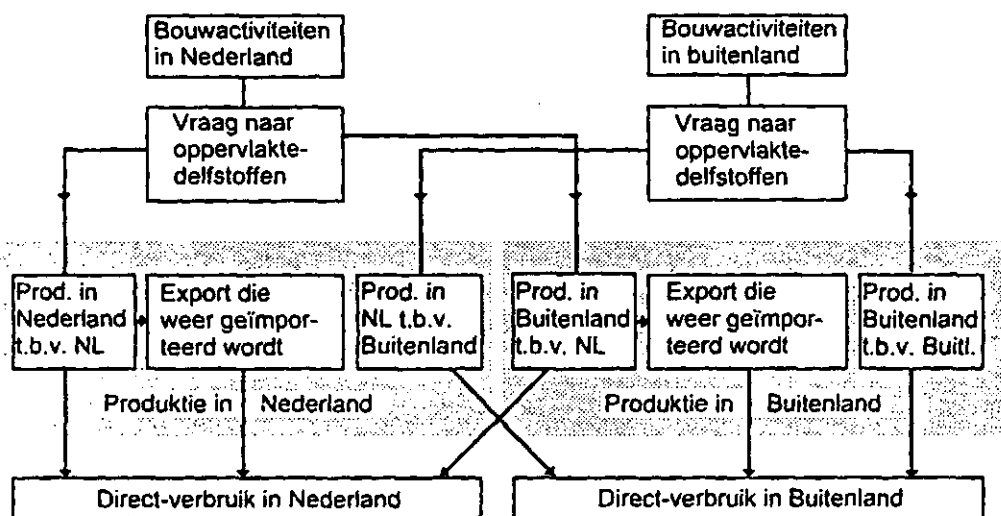 Bouwactiviteiten
in Nederland
Bouwactiviteiten
in buitenland
Vraag naar
oppervlakte-
delfstoffen
Vraag naar
oppervlakte-
delfstoffen
Prod. in
Nederland
t.b.v. NL
Export die
weer geïmpor-
teerd wordt
Prod. in
NL t.b.v.
Buitenland
Prod. in
Buitenland
t.b.v. NL
Export die
weer geïmpor-
teerd wordt
Prod. in
Buitenland
t.b.v. Buitl.
Produktie in Nederland
Produktie in Buitenland
Direct-verbruik in Nederland
Direct-verbruik in Buitenland